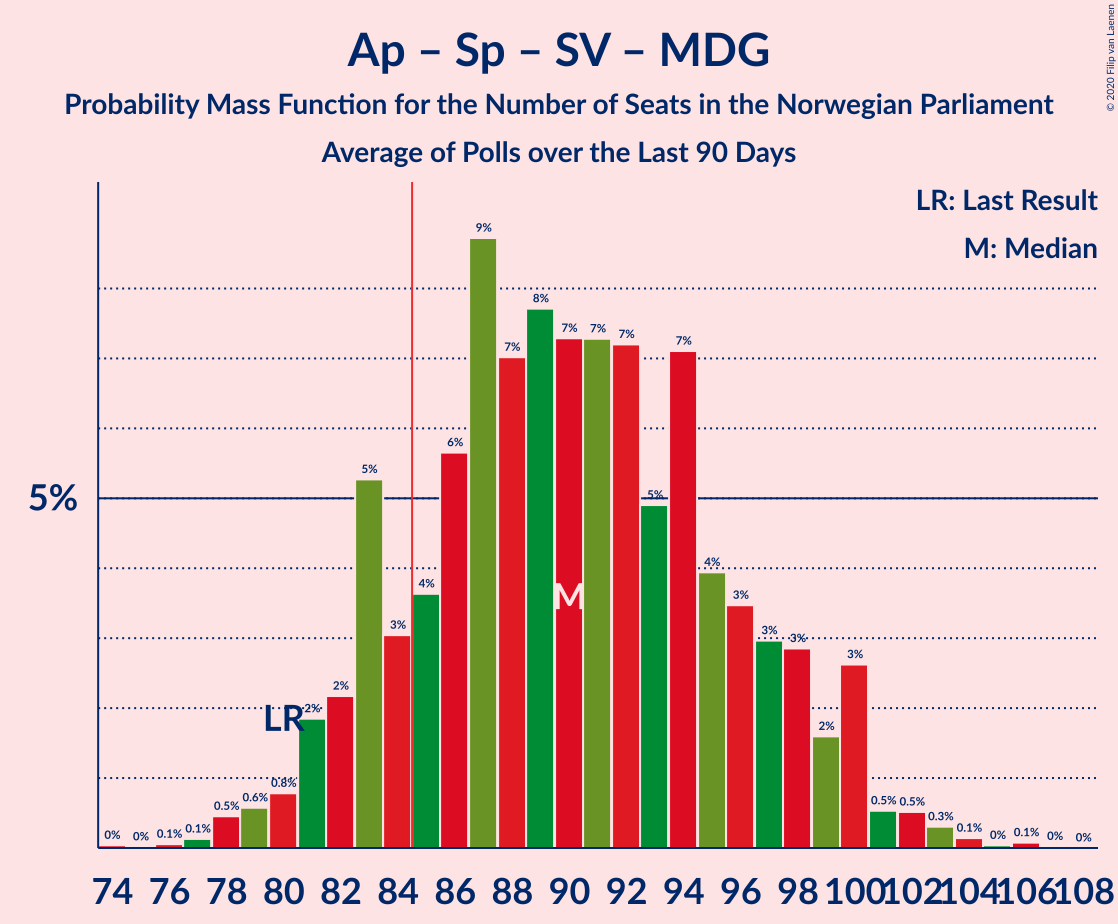 Ap – Sp – SV – MDG
Probability Mass Function for the Number of Seats in the Norwegian Parliament
Average of Polls over the Last 90 Days
© 2020 Filip van Laenen
LR: Last Result
M: Median
5%
0% 0% 0.1% 0.1% 0.5% 0.6% 0.8% 2% 2% 5% 3% 4% 6% 9% 7% 8% 7% 7% 7% 5% 7% 4% 3% 3% 3% 2% 3% 0.5% 0.5% 0.3% 0.1% 0% 0.1% 0% 0%
LR
M
74 76 78 80 82 84 86 88 90 92 94 96 98 100 102 104 106 108